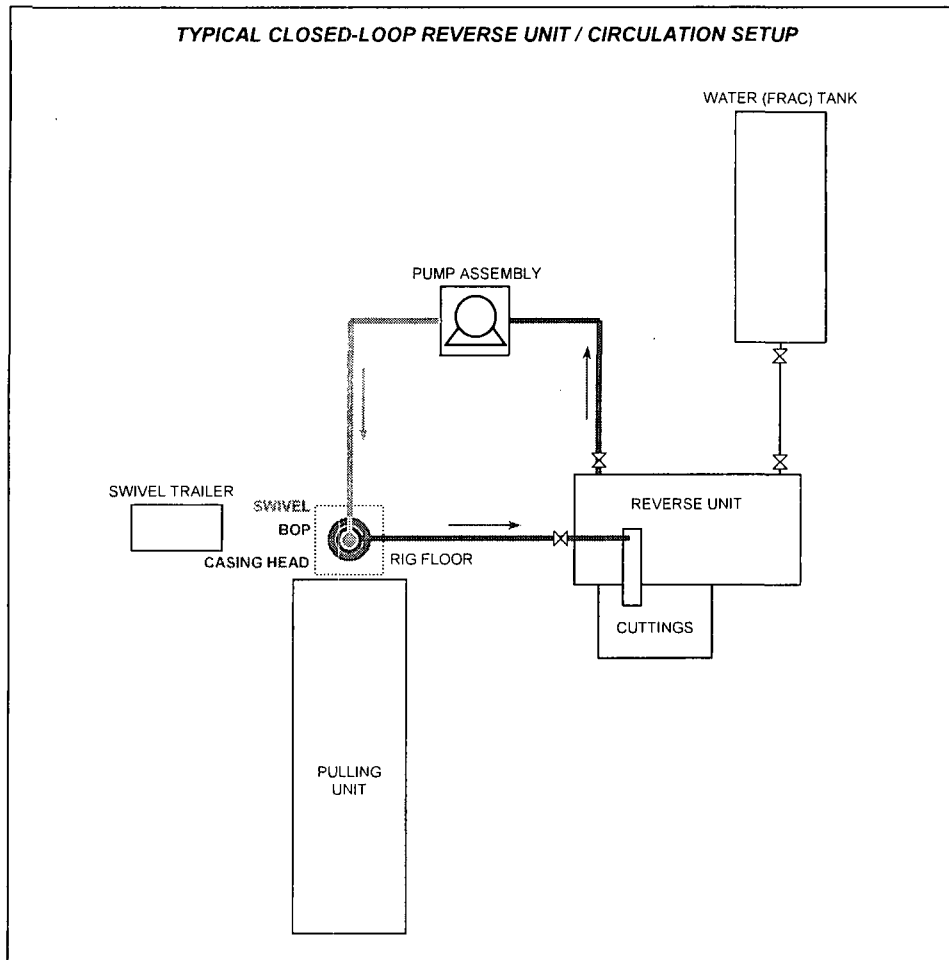 TYPICAL CLOSED-LOOP REVERSE UNIT / CIRCULATION SETUP
WATER (FRAC) TANK
PUMP ASSEMBLY
SWIVEL TRAILER
SWIVEL
BOP
CASING HEAD
RIG FLOOR
REVERSE UNIT
CUTTINGS
PULLING
UNIT